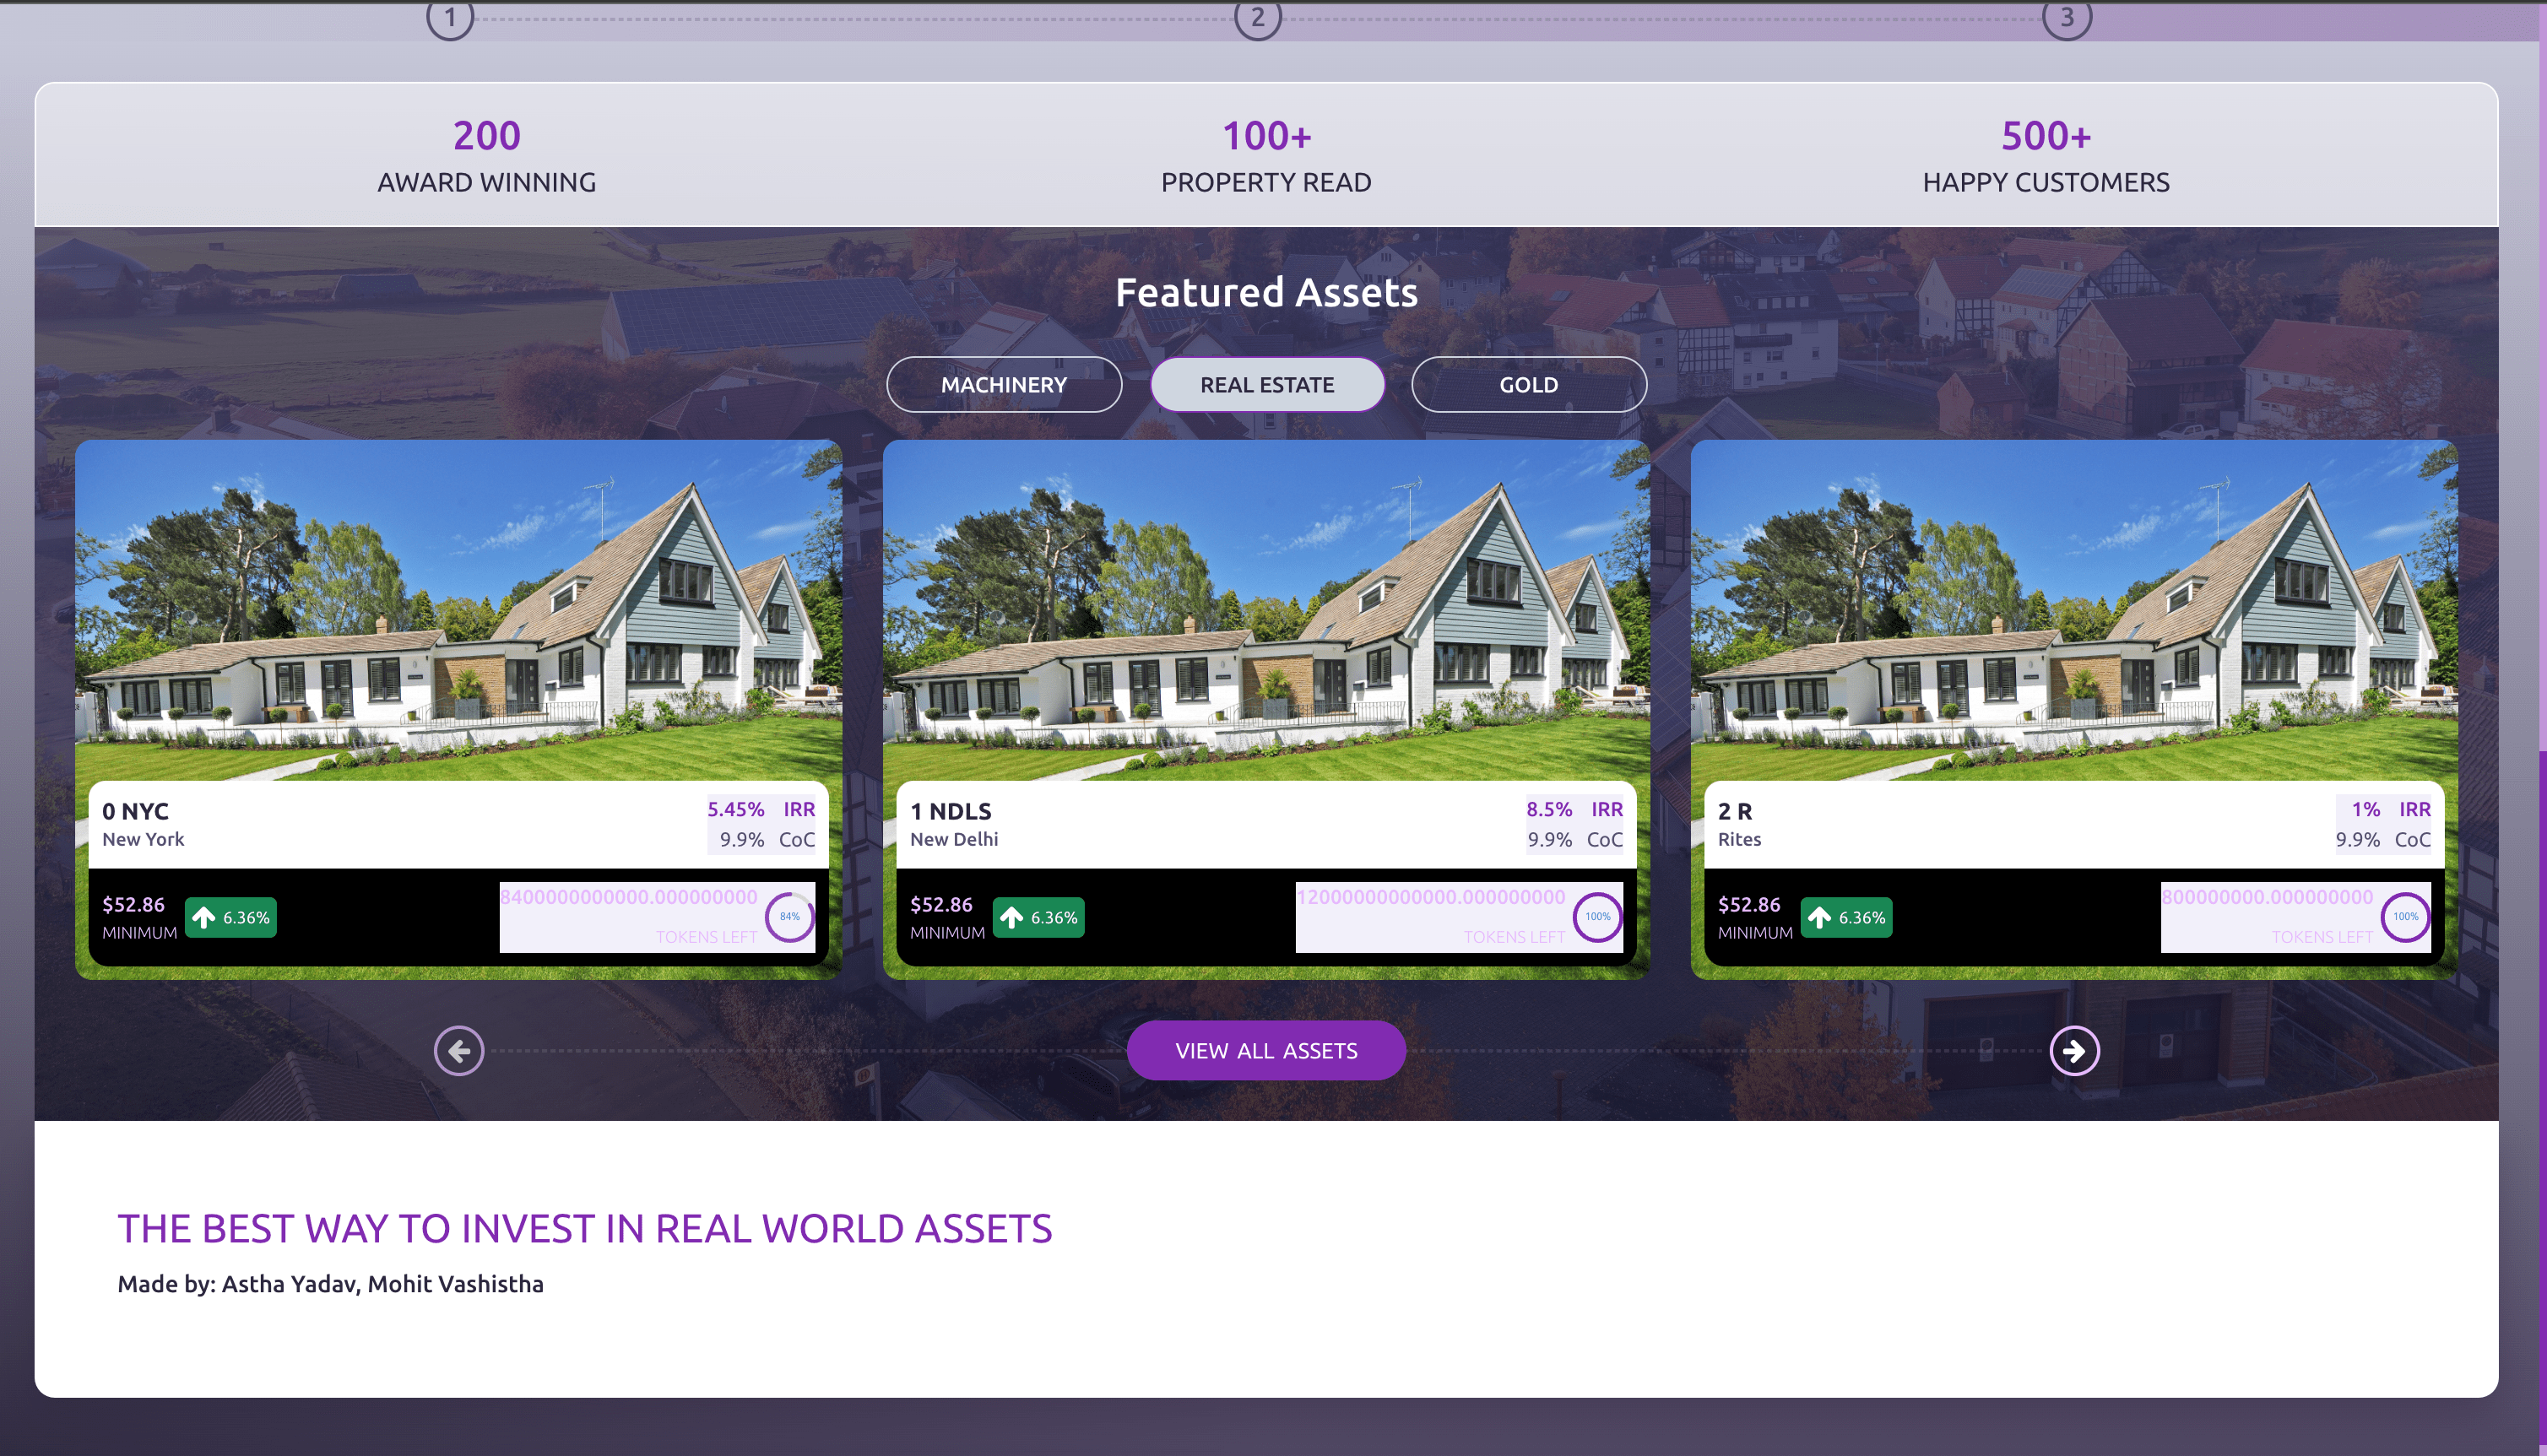 1
2
3
200
AWARD WINNING
100+
PROPERTY READ
500+
HAPPY CUSTOMERS
Featured Assets
MACHINERY
REAL ESTATE
GOLD
0 NYC
New York
5.45% IRR
9.9% CoC
$52.86
MINIMUM
6.36%
8400000000000.000000000
TOKENS LEFT
84%
1 NDLS
New Delhi
8.5% IRR
9.9% CoC
$52.86
MINIMUM
6.36%
12000000000000.000000000
TOKENS LEFT
100%
2 R
Rites
1% IRR
9.9% CoC
$52.86
MINIMUM
6.36%
800000000.000000000
TOKENS LEFT
100%
VIEW ALL ASSETS
THE BEST WAY TO INVEST IN REAL WORLD ASSETS
Made by: Astha Yadav, Mohit Vashistha